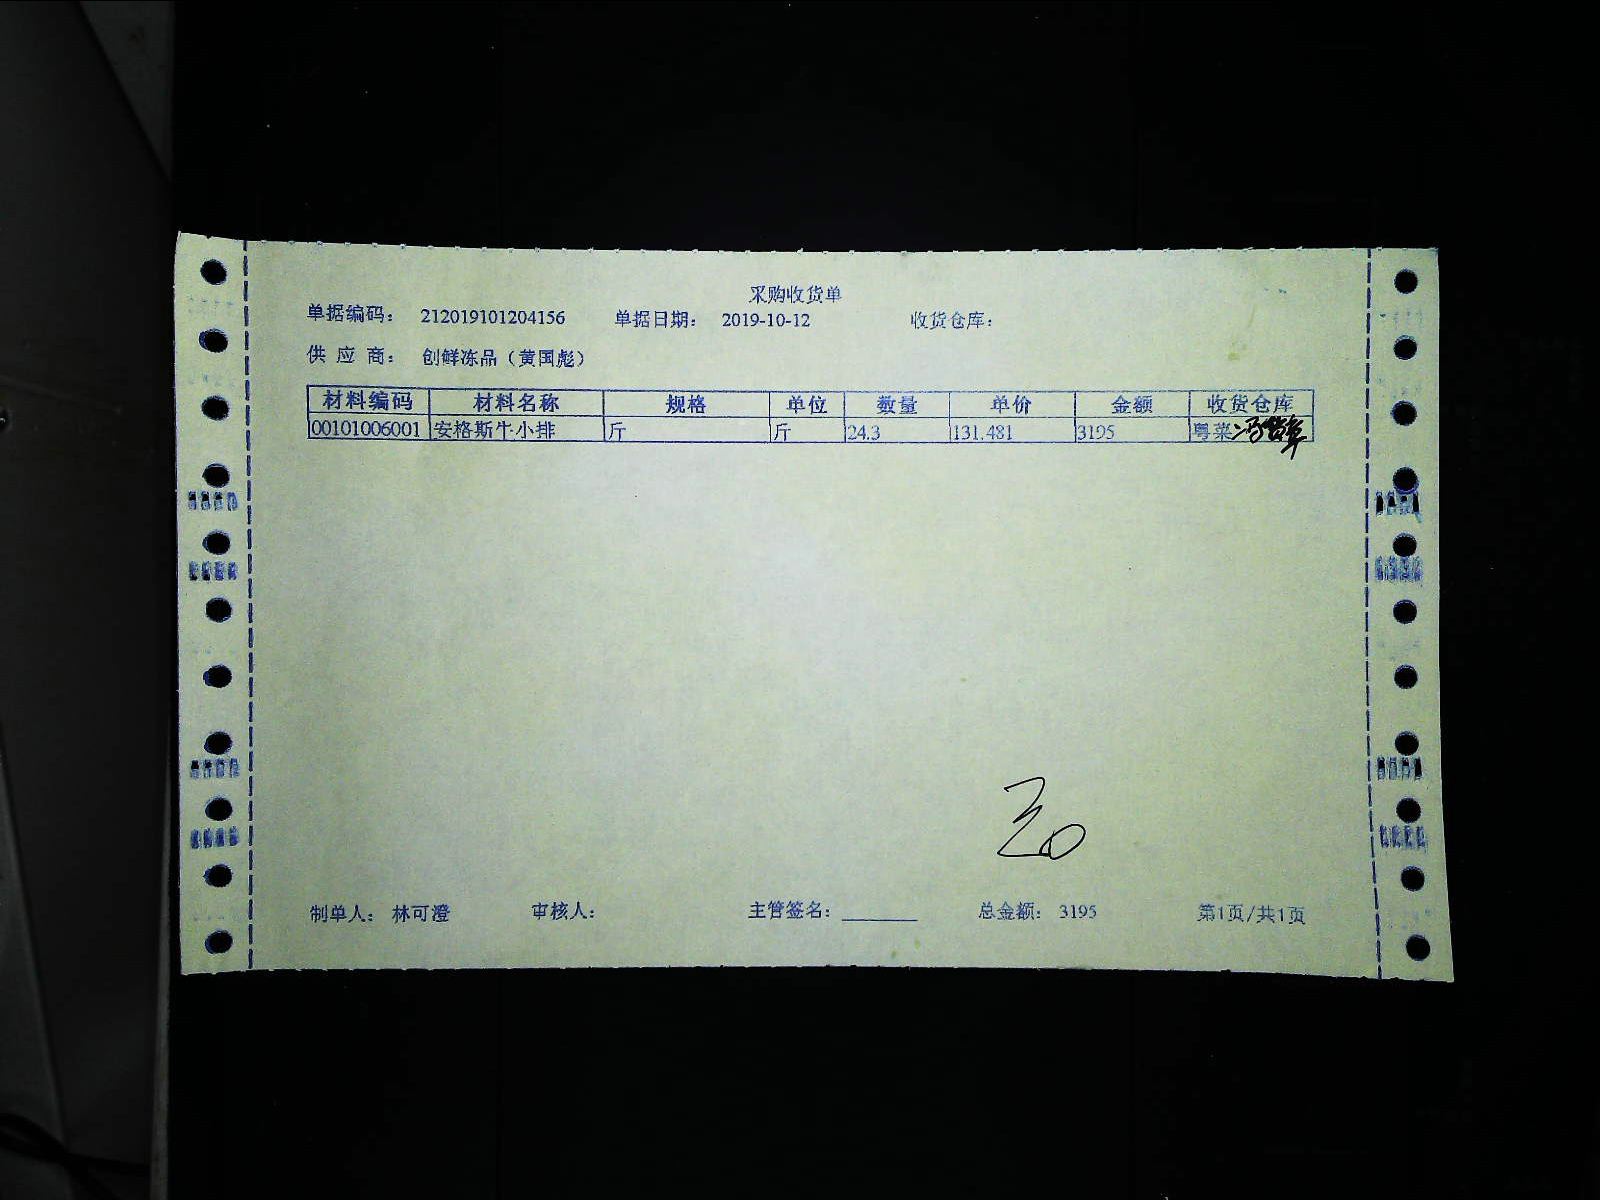 采购收货单
单据编码: 212019101204156 单据日期: 2019-10-12 收货仓库:
供 应 商: 创鲜冻品（黄国彪）
材料编码 材料名称 规格 单位 数量 单价 金额 收货仓库
00101006001 安格斯牛小排 斤 斤 24.3 131.481 3195 粤菜
制单人: 林可澄 审核人: 主管签名: 总金额: 3195 第1页/共1页